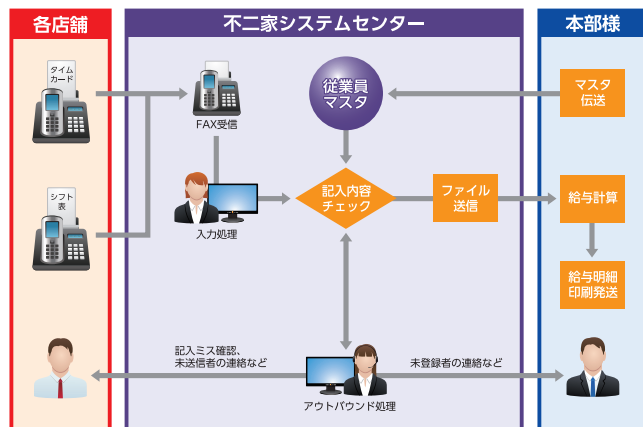 各店舗
不二家システムセンター
本部様
タイム
カード
シフト
表
FAX受信
入力処理
従業員
マスタ
記入内容
チェック
ファイル
送信
マスタ
伝送
給与計算
給与明細
印刷発送
記入ミス確認、
未送信者の連絡など
アウトバウンド処理
未登録者の連絡など